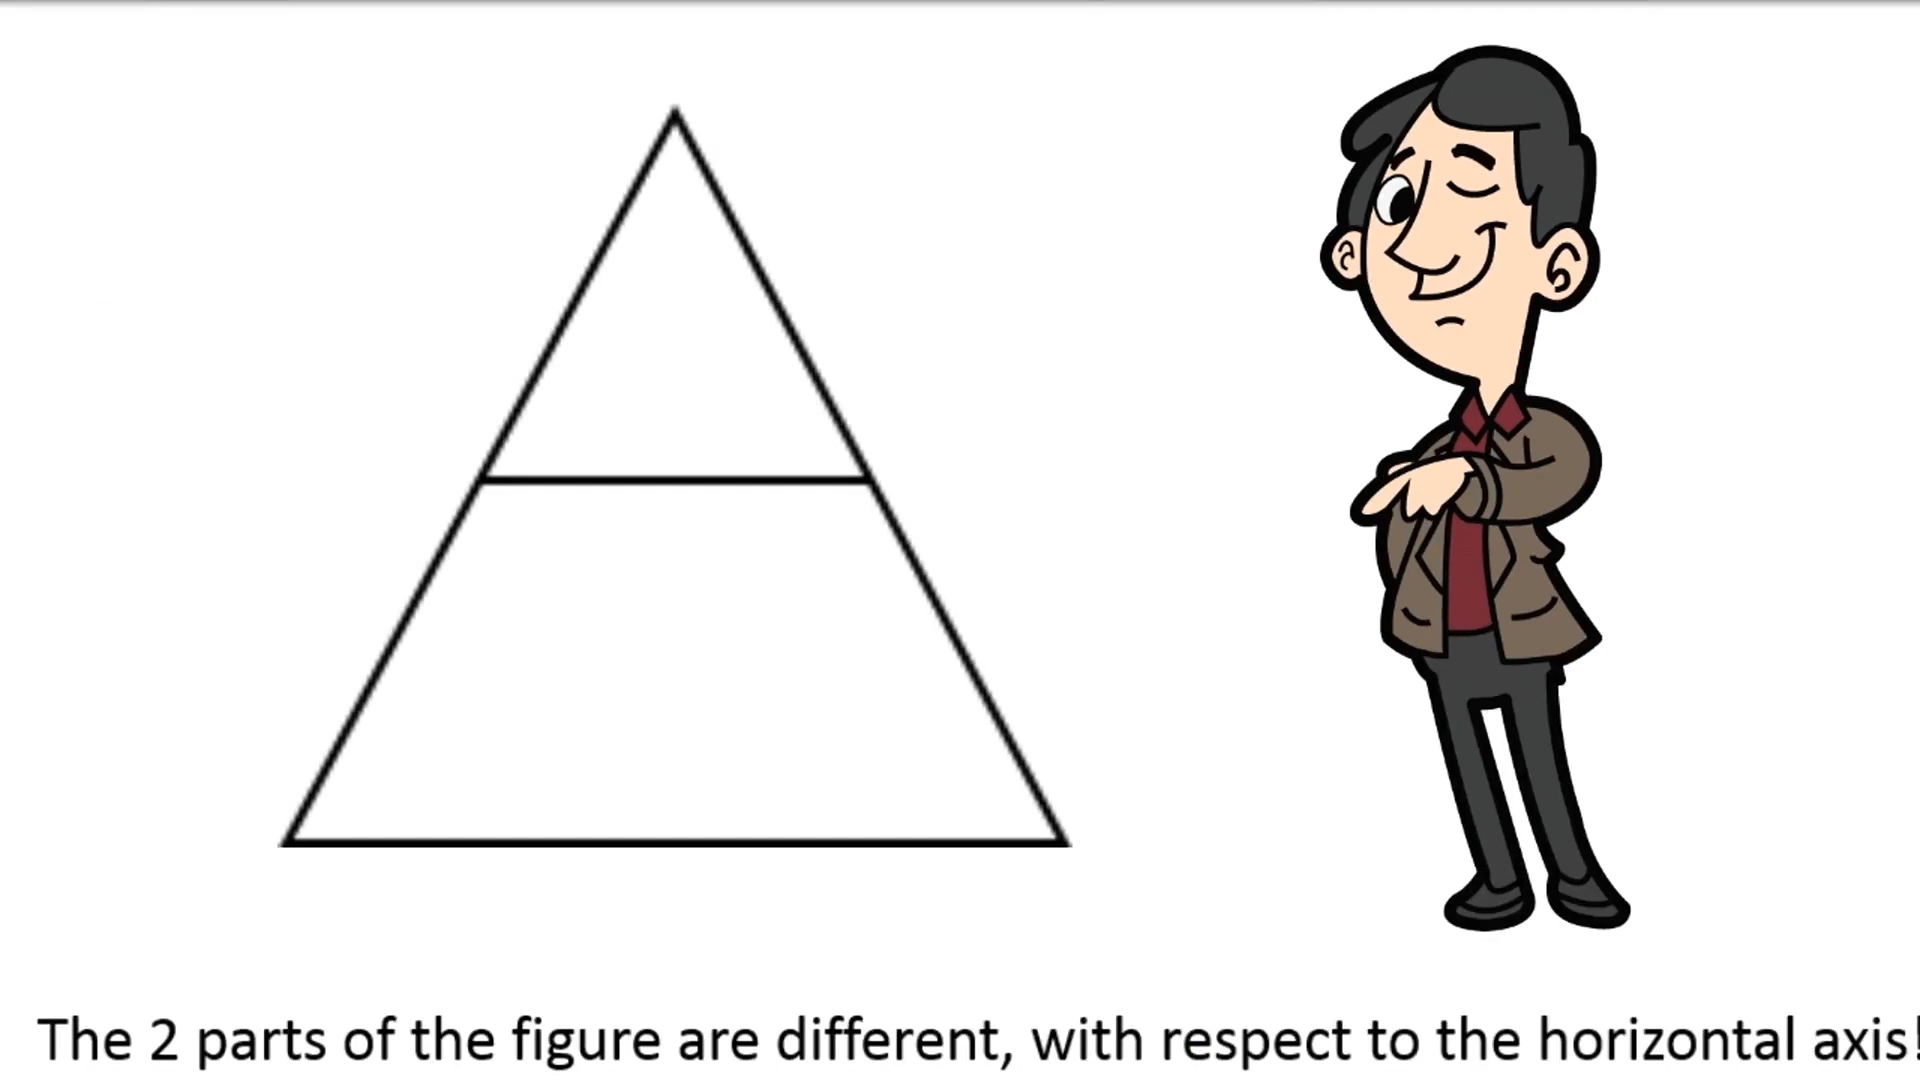 The 2 parts of the figure are different, with respect to the horizontal axis!